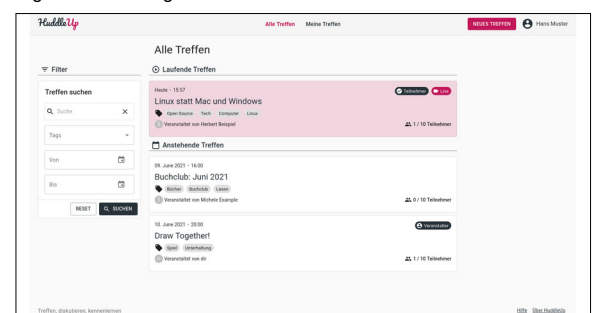 HuddleUp
Alle Treffen
Meine Treffen
NEUES TREFFEN
Hans Muster
Alle Treffen
Filter
Treffen suchen
Suche
Tags
Von
Bis
RESET
SUCHEN
Laufende Treffen
Heute - 15:57
Teilnehmer
Live
Linux statt Mac und Windows
Open Source Tech Computer Linux
Veranstaltet von Herbert Beispiel
1 / 10 Teilnehmer
Anstehende Treffen
09. June 2021 - 16:00
Buchclub: Juni 2021
Bücher Buchclub Lesen
Veranstaltet von Michele Example
0 / 10 Teilnehmer
10. June 2021 - 20:00
Veranstalter
Draw Together!
Spiel Unterhaltung
Veranstaltet von dir
1 / 10 Teilnehmer
Treffen, diskutieren, kennenlernen
Hilfe
Über HuddleUp